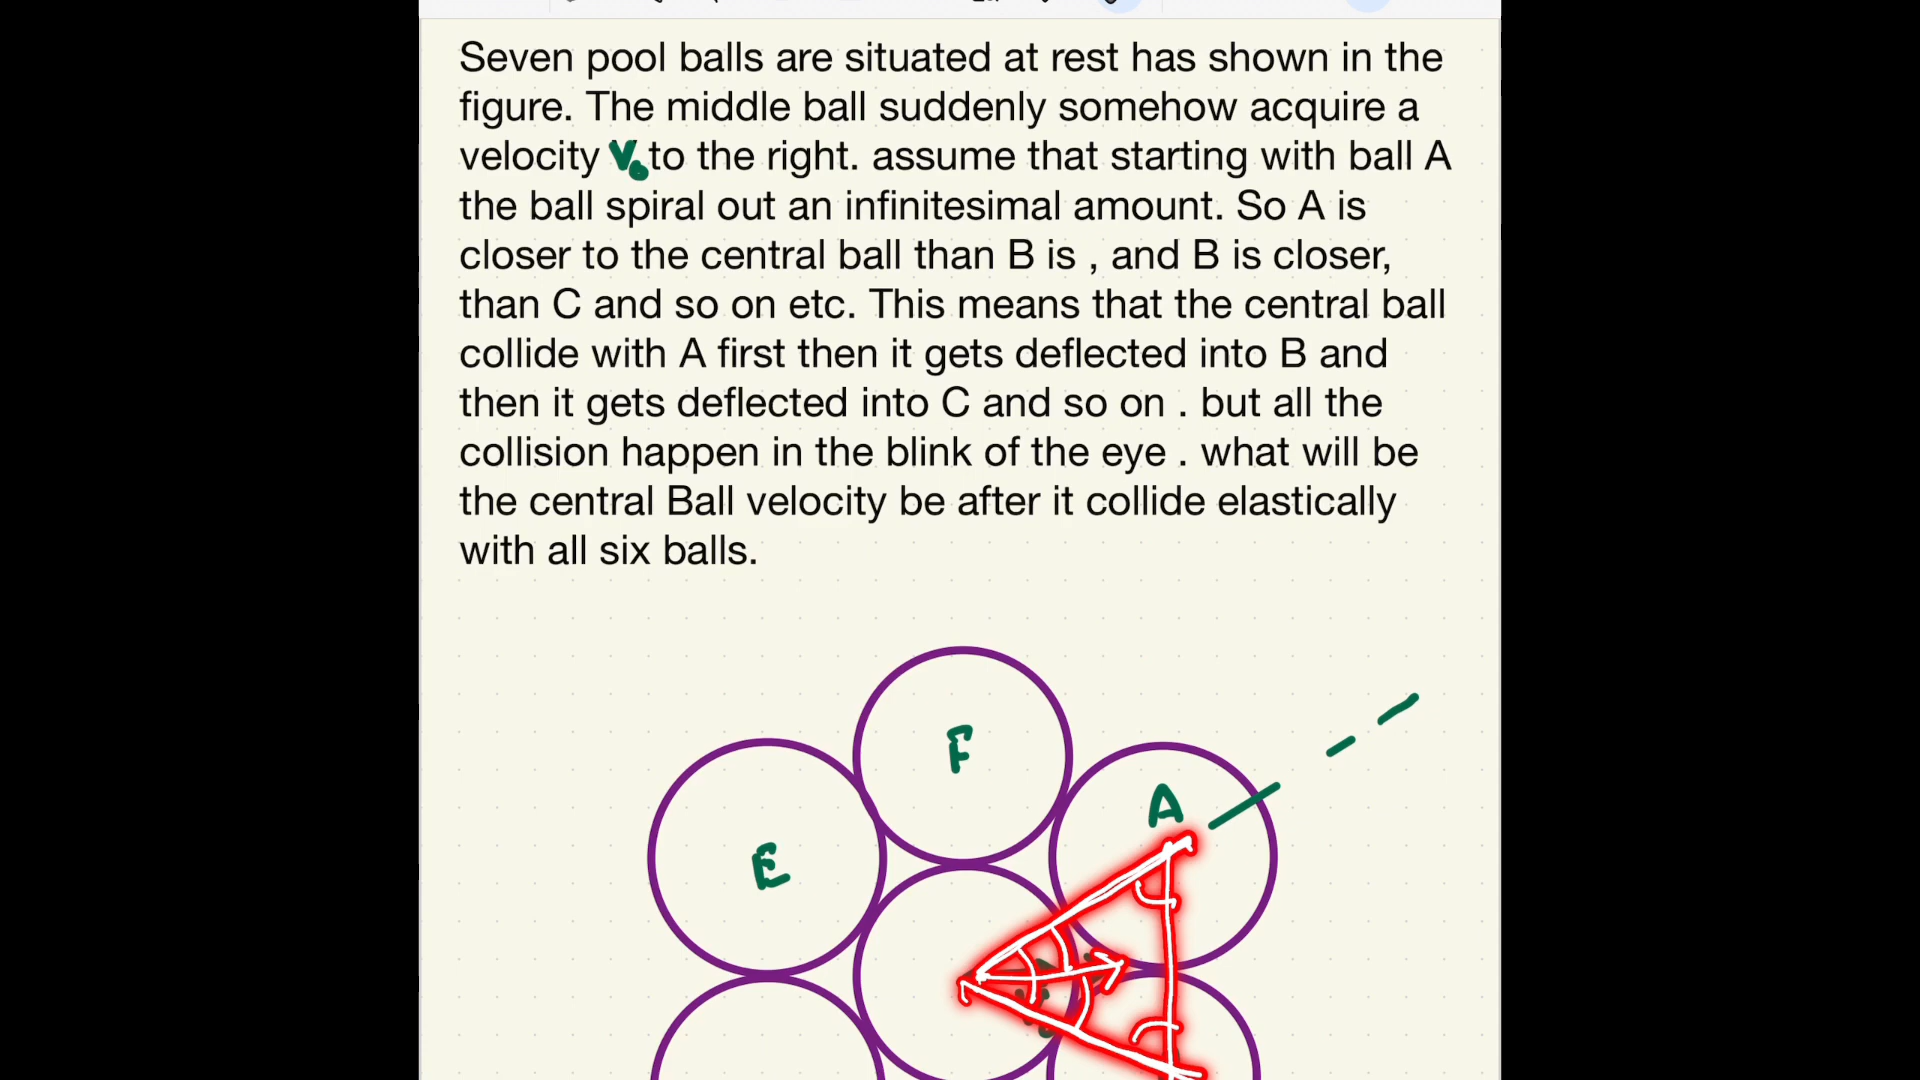 Seven pool balls are situated at rest has shown in the
figure. The middle ball suddenly somehow acquire a
velocity V₀ to the right. assume that starting with ball A
the ball spiral out an infinitesimal amount. So A is
closer to the central ball than B is , and B is closer,
than C and so on etc. This means that the central ball
collide with A first then it gets deflected into B and
then it gets deflected into C and so on . but all the
collision happen in the blink of the eye . what will be
the central Ball velocity be after it collide elastically
with all six balls.
F
A
E